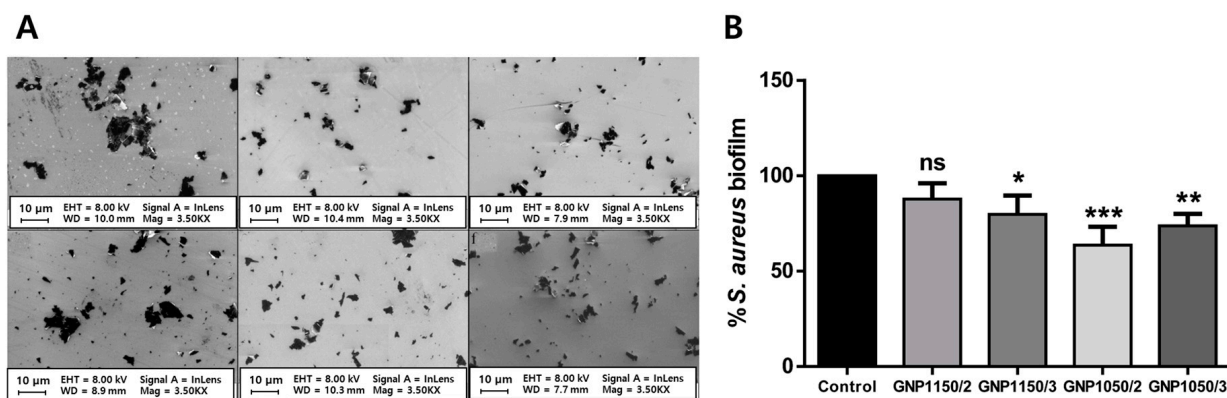 A
10 µm EHT = 8.00 kV Signal A = InLens
WD = 10.0 mm Mag = 3.50KX
10 µm EHT = 8.00 kV Signal A = InLens
WD = 10.4 mm Mag = 3.50KX
10 µm EHT = 8.00 kV Signal A = InLens
WD = 7.9 mm Mag = 3.50KX
10 µm EHT = 8.00 kV Signal A = InLens
WD = 8.9 mm Mag = 3.50KX
10 µm EHT = 8.00 kV Signal A = InLens
WD = 10.3 mm Mag = 3.50KX
10 µm EHT = 8.00 kV Signal A = InLens
WD = 7.7 mm Mag = 3.50KX
B
% S. aureus biofilm
150
100
50
0
ns
*
***
**
Control GNP1150/2 GNP1150/3 GNP1050/2 GNP1050/3